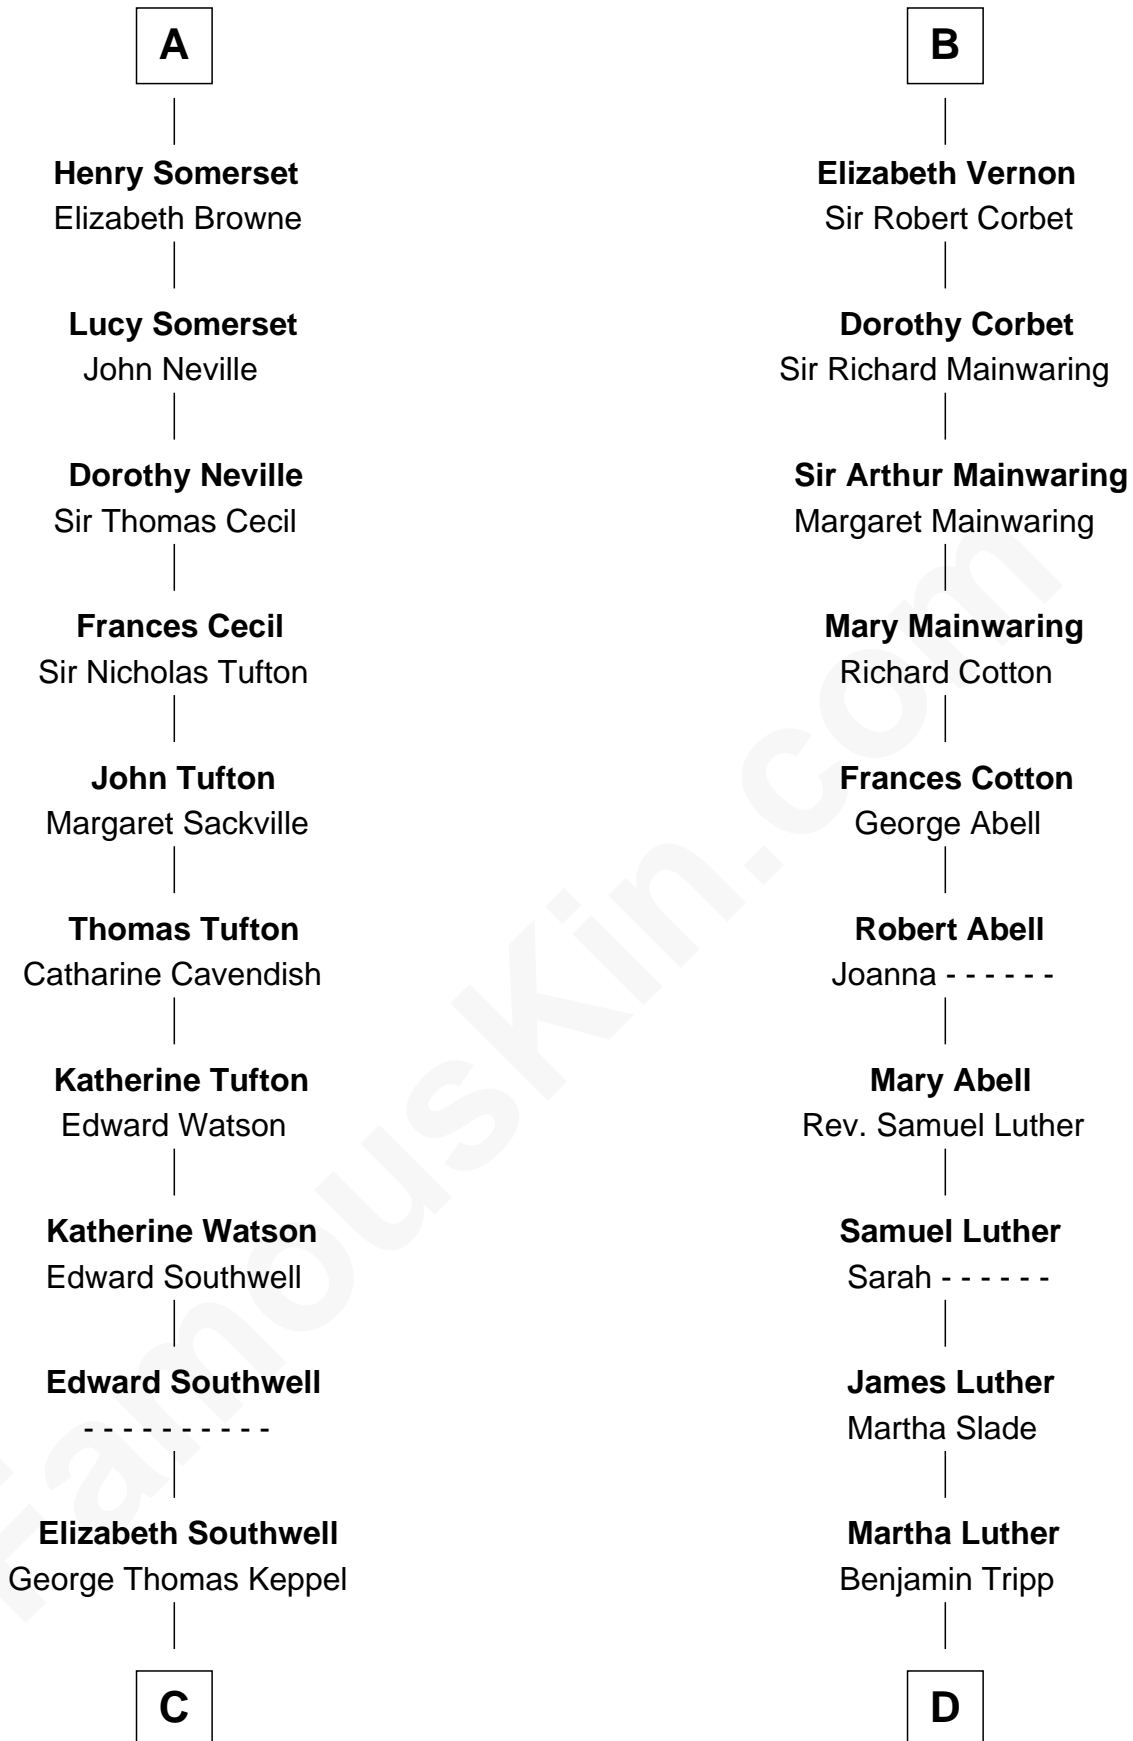 A
Henry Somerset
Elizabeth Browne
Lucy Somerset
John Neville
Dorothy Neville
Sir Thomas Cecil
Frances Cecil
Sir Nicholas Tufton
John Tufton
Margaret Sackville
Thomas Tufton
Catharine Cavendish
Katherine Tufton
Edward Watson
Katherine Watson
Edward Southwell
Edward Southwell
- - - - - - - - - -
Elizabeth Southwell
George Thomas Keppel
C
B
Elizabeth Vernon
Sir Robert Corbet
Dorothy Corbet
Sir Richard Mainwaring
Sir Arthur Mainwaring
Margaret Mainwaring
Mary Mainwaring
Richard Cotton
Frances Cotton
George Abell
Robert Abell
Joanna - - - - - -
Mary Abell
Rev. Samuel Luther
Samuel Luther
Sarah - - - - - -
James Luther
Martha Slade
Martha Luther
Benjamin Tripp
D
FamousKin.com